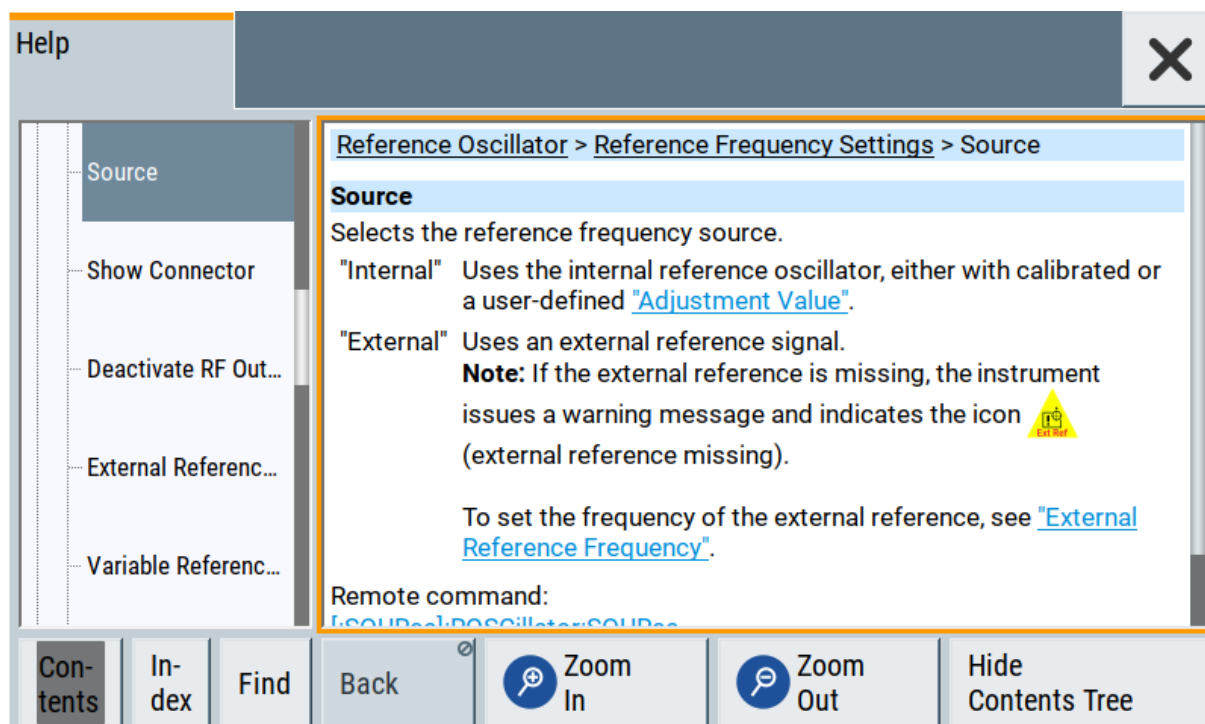 Help
Source
Show Connector
Deactivate RF Out...
External Referenc...
Variable Referenc...
Reference Oscillator > Reference Frequency Settings > Source
Source
Selects the reference frequency source.
"Internal" Uses the internal reference oscillator, either with calibrated or
a user-defined "Adjustment Value".
"External" Uses an external reference signal.
Note: If the external reference is missing, the instrument
issues a warning message and indicates the icon
Ext Ref
(external reference missing).
To set the frequency of the external reference, see "External
Reference Frequency".
Remote command:
[:SOURce]:ROSCillator:SOURce
Con-
tents
In-
dex
Find
Back
Zoom
In
Zoom
Out
Hide
Contents Tree